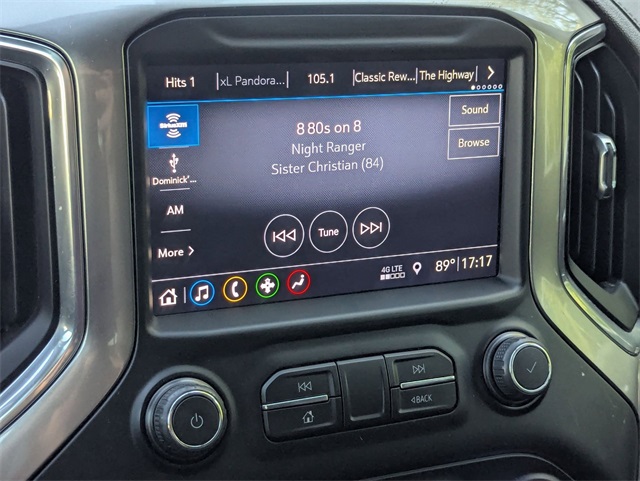 Hits 1 xL Pandora... 105.1 Classic Rew... The Highway
SiriusXM
8 80s on 8
Sound
Night Ranger
Browse
Sister Christian (84)
Dominick'...
AM
Tune
More
4G LTE 89° 17:17
BACK